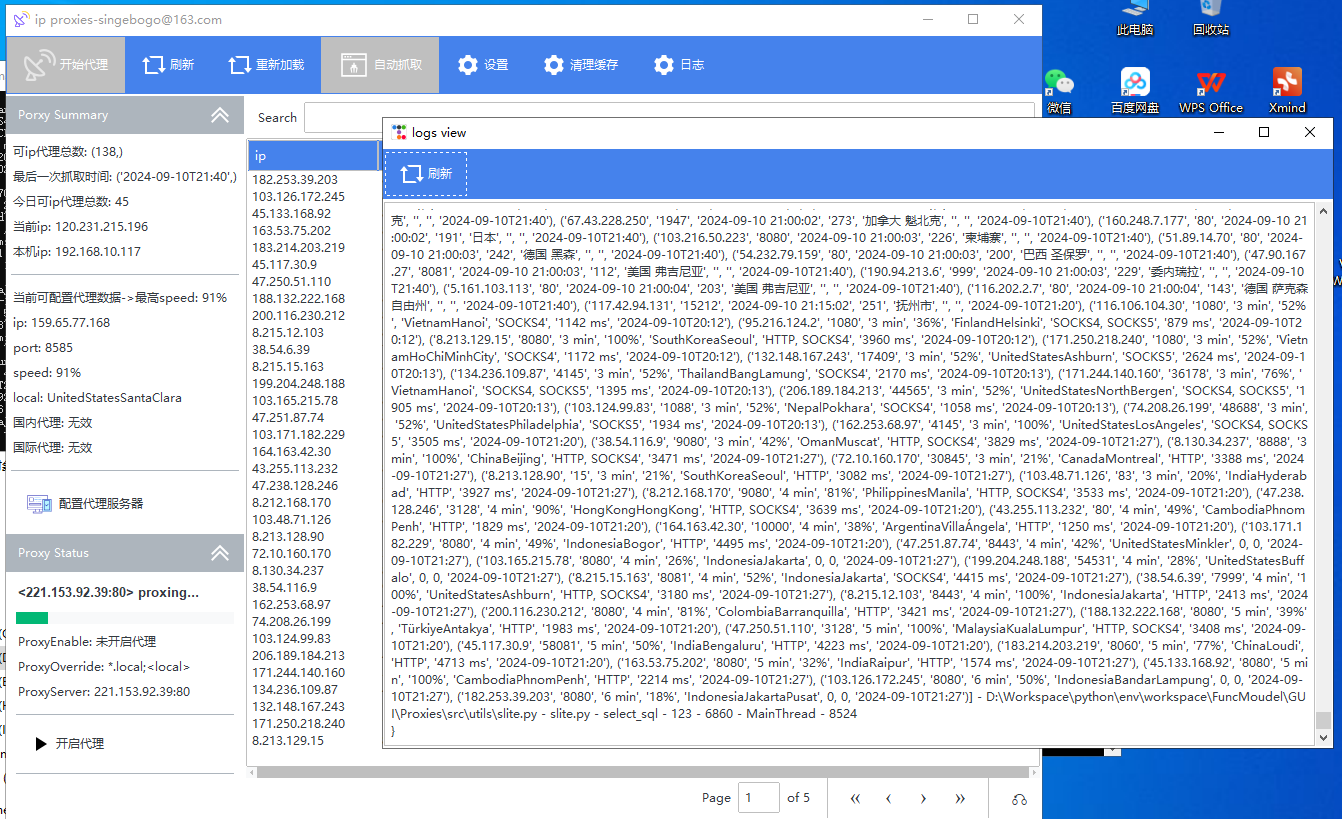 ip proxies-singebogo@163.com
开始代理
刷新
重新加载
自动抓取
设置
清理缓存
日志
Porxy Summary
可ip代理总数: (138,)
最后一次抓取时间: ('2024-09-10T21:40',)
今日可ip代理总数: 45
当前ip: 120.231.215.196
本机ip: 192.168.10.117
当前可配置代理数据->最高speed: 91%
ip: 159.65.77.168
port: 8585
speed: 91%
local: UnitedStatesSantaClara
国内代理: 无效
国际代理: 无效
配置代理服务器
Proxy Status
<221.153.92.39:80> proxing...
ProxyEnable: 未开启代理
ProxyOverride: *.local;<local>
ProxyServer: 221.153.92.39:80
开启代理
Search
ip
182.253.39.203
103.126.172.245
45.133.168.92
163.53.75.202
183.214.203.219
45.117.30.9
47.250.51.110
188.132.222.168
200.116.230.212
8.215.12.103
38.54.6.39
8.215.15.163
199.204.248.188
103.165.215.78
47.251.87.74
103.171.182.229
164.163.42.30
43.255.113.232
47.238.128.246
8.212.168.170
103.48.71.126
8.213.128.90
72.10.160.170
8.130.34.237
38.54.116.9
162.253.68.97
74.208.26.199
103.124.99.83
206.189.184.213
171.244.140.160
134.236.109.87
132.148.167.243
171.250.218.240
8.213.129.15
Page
1
of 5
logs view
刷新
克', '', '', '2024-09-10T21:40'), ('67.43.228.250', '1947', '2024-09-10 21:00:02', '273', '加拿大 魁北克', '', '', '2024-09-10T21:40'), ('160.248.7.177', '80', '2024-09-10 21
:00:02', '191', '日本', '', '', '2024-09-10T21:40'), ('103.216.50.223', '8080', '2024-09-10 21:00:03', '226', '柬埔寨', '', '', '2024-09-10T21:40'), ('51.89.14.70', '80', '2024-
09-10 21:00:03', '242', '德国 黑森', '', '', '2024-09-10T21:40'), ('54.232.79.159', '80', '2024-09-10 21:00:03', '200', '巴西 圣保罗', '', '', '2024-09-10T21:40'), ('47.90.167
.27', '8081', '2024-09-10 21:00:03', '112', '美国 弗吉尼亚', '', '', '2024-09-10T21:40'), ('190.94.213.6', '999', '2024-09-10 21:00:03', '229', '委内瑞拉', '', '', '2024-09-10
T21:40'), ('5.161.103.113', '80', '2024-09-10 21:00:04', '203', '美国 弗吉尼亚', '', '', '2024-09-10T21:40'), ('116.202.2.7', '80', '2024-09-10 21:00:04', '143', '德国 萨克森
自由州', '', '', '2024-09-10T21:40'), ('117.42.94.131', '15212', '2024-09-10 21:15:02', '251', '抚州市', '', '', '2024-09-10T21:20'), ('116.106.104.30', '1080', '3 min', '52%'
, 'VietnamHanoi', 'SOCKS4', '1142 ms', '2024-09-10T20:12'), ('95.216.124.2', '1080', '3 min', '36%', 'FinlandHelsinki', 'SOCKS4, SOCKS5', '879 ms', '2024-09-10T2
0:12'), ('8.213.129.15', '8080', '3 min', '100%', 'SouthKoreaSeoul', 'HTTP, SOCKS4', '3960 ms', '2024-09-10T20:12'), ('171.250.218.240', '1080', '3 min', '52%', 'Viet
namHoChiMinhCity', 'SOCKS4', '1172 ms', '2024-09-10T20:12'), ('132.148.167.243', '17409', '3 min', '52%', 'UnitedStatesAshburn', 'SOCKS5', '2624 ms', '2024-09-1
0T20:13'), ('134.236.109.87', '4145', '3 min', '52%', 'ThailandBangLamung', 'SOCKS4', '2170 ms', '2024-09-10T20:13'), ('171.244.140.160', '36178', '3 min', '76%', '
VietnamHanoi', 'SOCKS4, SOCKS5', '1395 ms', '2024-09-10T20:13'), ('206.189.184.213', '44565', '3 min', '52%', 'UnitedStatesNorthBergen', 'SOCKS4, SOCKS5', '1
905 ms', '2024-09-10T20:13'), ('103.124.99.83', '1088', '3 min', '52%', 'NepalPokhara', 'SOCKS4', '1058 ms', '2024-09-10T20:13'), ('74.208.26.199', '48688', '3 min',
'52%', 'UnitedStatesPhiladelphia', 'SOCKS5', '1934 ms', '2024-09-10T20:13'), ('162.253.68.97', '4145', '3 min', '100%', 'UnitedStatesLosAngeles', 'SOCKS4, SOCKS
5', '3505 ms', '2024-09-10T21:20'), ('38.54.116.9', '9080', '3 min', '42%', 'OmanMuscat', 'HTTP, SOCKS4', '3829 ms', '2024-09-10T21:27'), ('8.130.34.237', '8888', '3
min', '100%', 'ChinaBeijing', 'HTTP, SOCKS4', '3471 ms', '2024-09-10T21:27'), ('72.10.160.170', '30845', '3 min', '21%', 'CanadaMontreal', 'HTTP', '3388 ms', '2024
-09-10T21:27'), ('8.213.128.90', '15', '3 min', '21%', 'SouthKoreaSeoul', 'HTTP', '3082 ms', '2024-09-10T21:27'), ('103.48.71.126', '83', '3 min', '20%', 'IndiaHyderab
ad', 'HTTP', '3927 ms', '2024-09-10T21:27'), ('8.212.168.170', '9080', '4 min', '81%', 'PhilippinesManila', 'HTTP, SOCKS4', '3533 ms', '2024-09-10T21:20'), ('47.238.
128.246', '3128', '4 min', '90%', 'HongKongHongKong', 'HTTP, SOCKS4', '3639 ms', '2024-09-10T21:20'), ('43.255.113.232', '80', '4 min', '49%', 'CambodiaPhnom
Penh', 'HTTP', '1829 ms', '2024-09-10T21:20'), ('164.163.42.30', '10000', '4 min', '38%', 'ArgentinaVillaÁngela', 'HTTP', '1250 ms', '2024-09-10T21:20'), ('103.171.1
82.229', '8080', '4 min', '49%', 'IndonesiaBogor', 'HTTP', '4495 ms', '2024-09-10T21:20'), ('47.251.87.74', '8443', '4 min', '42%', 'UnitedStatesMinkler', 0, 0, '2024-
09-10T21:27'), ('103.165.215.78', '8080', '4 min', '26%', 'IndonesiaJakarta', 0, 0, '2024-09-10T21:27'), ('199.204.248.188', '54531', '4 min', '28%', 'UnitedStatesBuff
alo', 0, 0, '2024-09-10T21:27'), ('8.215.15.163', '8081', '4 min', '52%', 'IndonesiaJakarta', 'SOCKS4', '4415 ms', '2024-09-10T21:27'), ('38.54.6.39', '7999', '4 min', '1
00%', 'UnitedStatesAshburn', 'HTTP, SOCKS4', '3180 ms', '2024-09-10T21:27'), ('8.215.12.103', '8443', '4 min', '100%', 'IndonesiaJakarta', 'HTTP', '2413 ms', '2024
-09-10T21:27'), ('200.116.230.212', '8080', '4 min', '81%', 'ColombiaBarranquilla', 'HTTP', '3421 ms', '2024-09-10T21:27'), ('188.132.222.168', '8080', '5 min', '39%'
, 'TürkiyeAntakya', 'HTTP', '1983 ms', '2024-09-10T21:20'), ('47.250.51.110', '3128', '5 min', '100%', 'MalaysiaKualaLumpur', 'HTTP, SOCKS4', '3408 ms', '2024-09-
10T21:20'), ('45.117.30.9', '58081', '5 min', '50%', 'IndiaBengaluru', 'HTTP', '4223 ms', '2024-09-10T21:20'), ('183.214.203.219', '8060', '5 min', '77%', 'ChinaLoudi',
'HTTP', '4713 ms', '2024-09-10T21:20'), ('163.53.75.202', '8080', '5 min', '32%', 'IndiaRaipur', 'HTTP', '1574 ms', '2024-09-10T21:27'), ('45.133.168.92', '8080', '5 mi
n', '100%', 'CambodiaPhnomPenh', 'HTTP', '2214 ms', '2024-09-10T21:27'), ('103.126.172.245', '8080', '6 min', '50%', 'IndonesiaBandarLampung', 0, 0, '2024-09-
10T21:27'), ('182.253.39.203', '8080', '6 min', '18%', 'IndonesiaJakartaPusat', 0, 0, '2024-09-10T21:27')] - D:\Workspace\python\env\workspace\FuncMoudel\GU
I\Proxies\src\utils\slite.py - slite.py - select_sql - 123 - 6860 - MainThread - 8524
}
此电脑
回收站
微信
百度网盘
WPS Office
Xmind